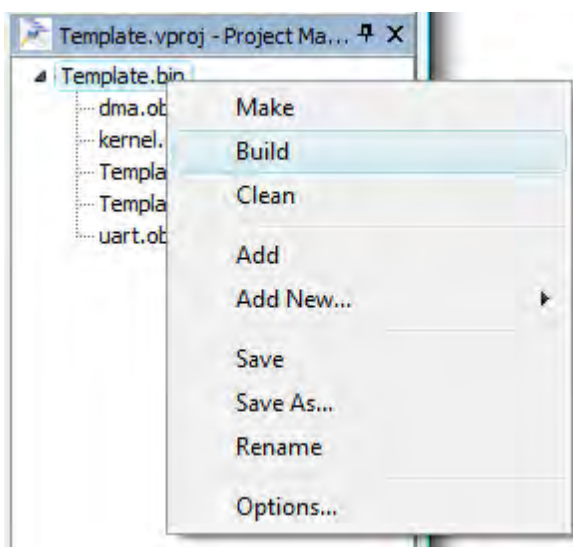 Template.vproj - Project Ma...
Template.bin
dma.ob
kernel.
Templa
Templa
uart.ob
Make
Build
Clean
Add
Add New...
Save
Save As...
Rename
Options...